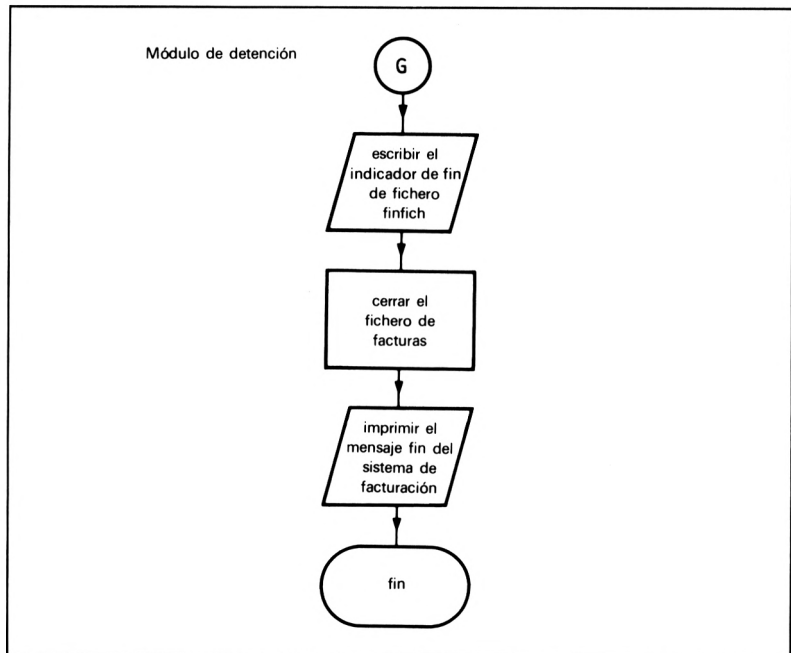 Módulo de detención
G
escribir el
indicador de fin
de fichero
finfich
cerrar el
fichero de
facturas
imprimir el
mensaje fin del
sistema de
facturación
fin